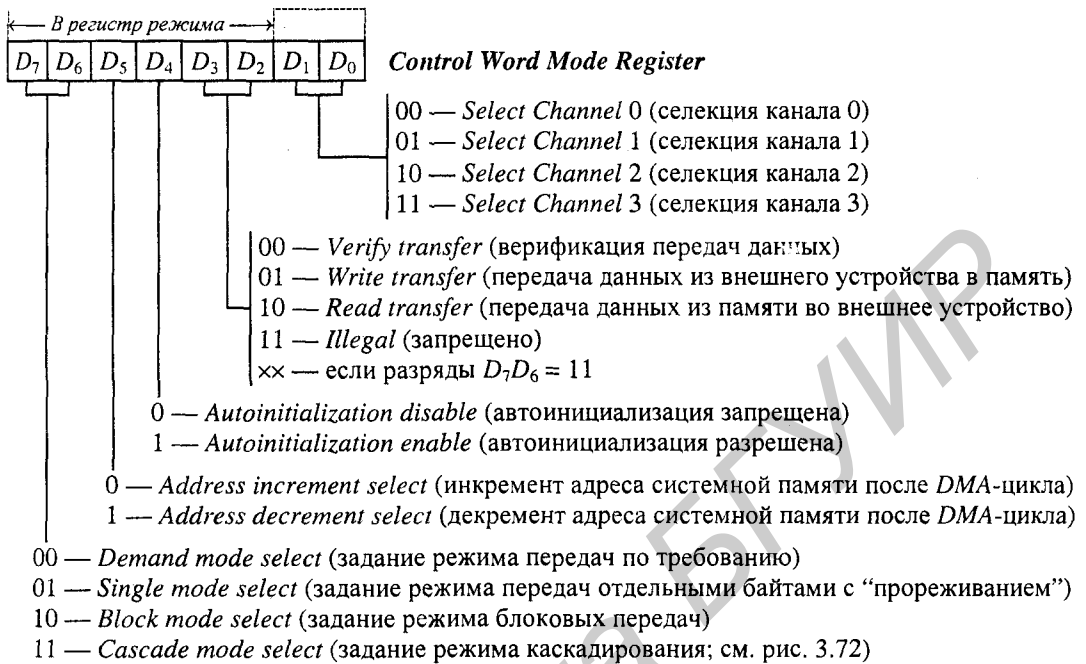 В регистр режима
D7 D6 D5 D4 D3 D2 D1 D0 Control Word Mode Register
00 — Select Channel 0 (селекция канала 0)
01 — Select Channel 1 (селекция канала 1)
10 — Select Channel 2 (селекция канала 2)
11 — Select Channel 3 (селекция канала 3)
00 — Verify transfer (верификация передач данных)
01 — Write transfer (передача данных из внешнего устройства в память)
10 — Read transfer (передача данных из памяти во внешнее устройство)
11 — Illegal (запрещено)
×× — если разряды D7D6 = 11
0 — Autoinitialization disable (автоинициализация запрещена)
1 — Autoinitialization enable (автоинициализация разрешена)
0 — Address increment select (инкремент адреса системной памяти после DMA-цикла)
1 — Address decrement select (декремент адреса системной памяти после DMA-цикла)
00 — Demand mode select (задание режима передач по требованию)
01 — Single mode select (задание режима передач отдельными байтами с “прореживанием”)
10 — Block mode select (задание режима блоковых передач)
11 — Cascade mode select (задание режима каскадирования; см. рис. 3.72)
БГУИР